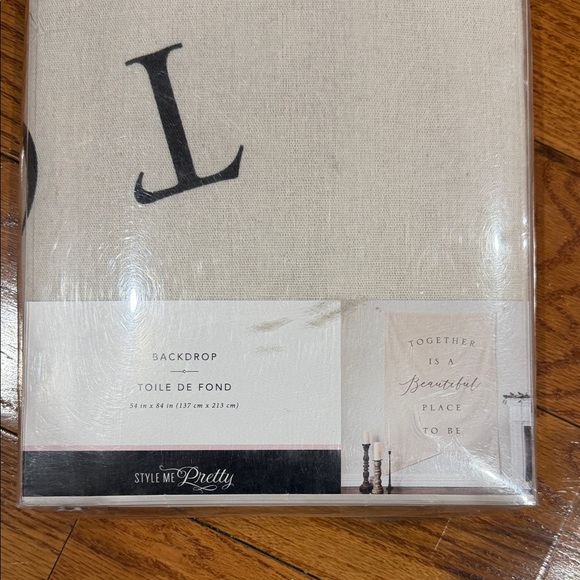 T
BACKDROP
TOILE DE FOND
54 in x 84 in (137 cm x 213 cm)
STYLE ME Pretty
TOGETHER
IS A
Beautiful
PLACE
TO BE